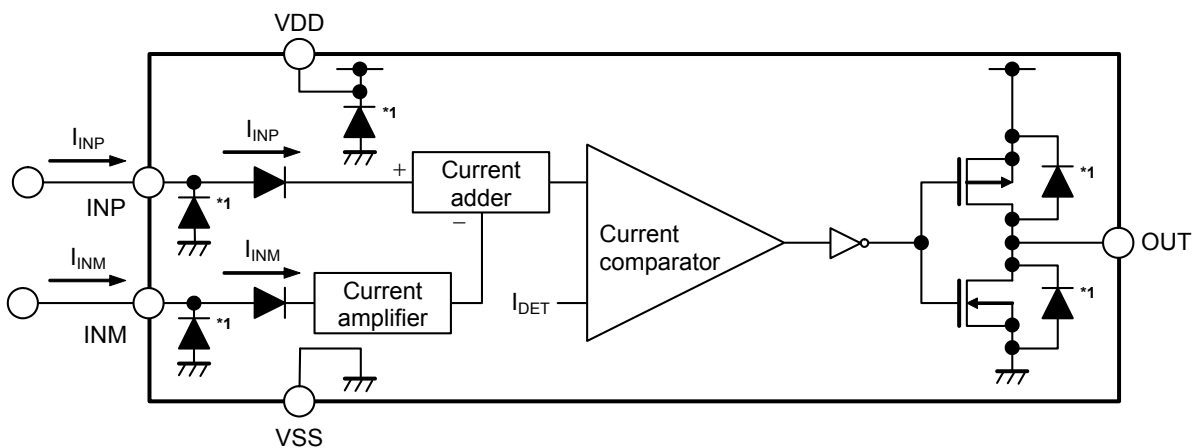 VDD
*1
I_INP
I_INP
+
Current
adder
*1
INP
*1
−
Current
comparator
OUT
I_INM
I_INM
Current
amplifier
I_DET
*1
INM
*1
VSS